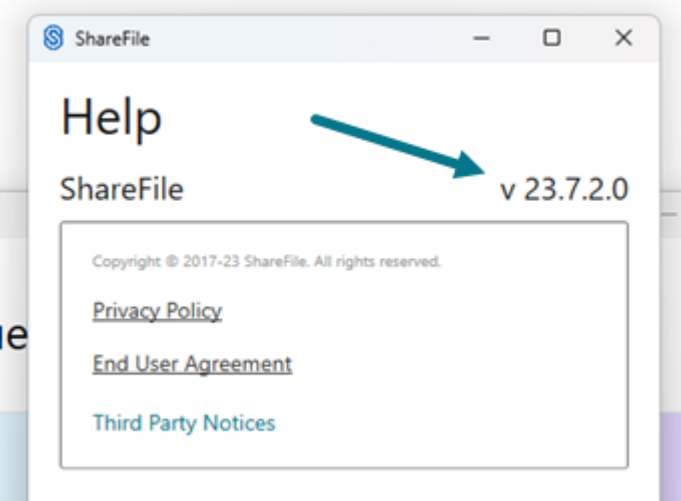 ShareFile
Help
ShareFile v 23.7.2.0
Copyright © 2017-23 ShareFile. All rights reserved.
Privacy Policy
End User Agreement
Third Party Notices